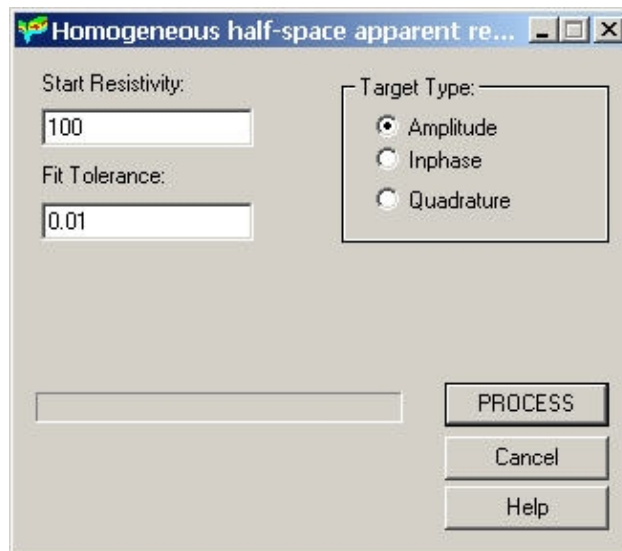 Homogeneous half-space apparent re...
Start Resistivity:
100
Fit Tolerance:
0.01
Target Type:
Amplitude
Inphase
Quadrature
PROCESS
Cancel
Help